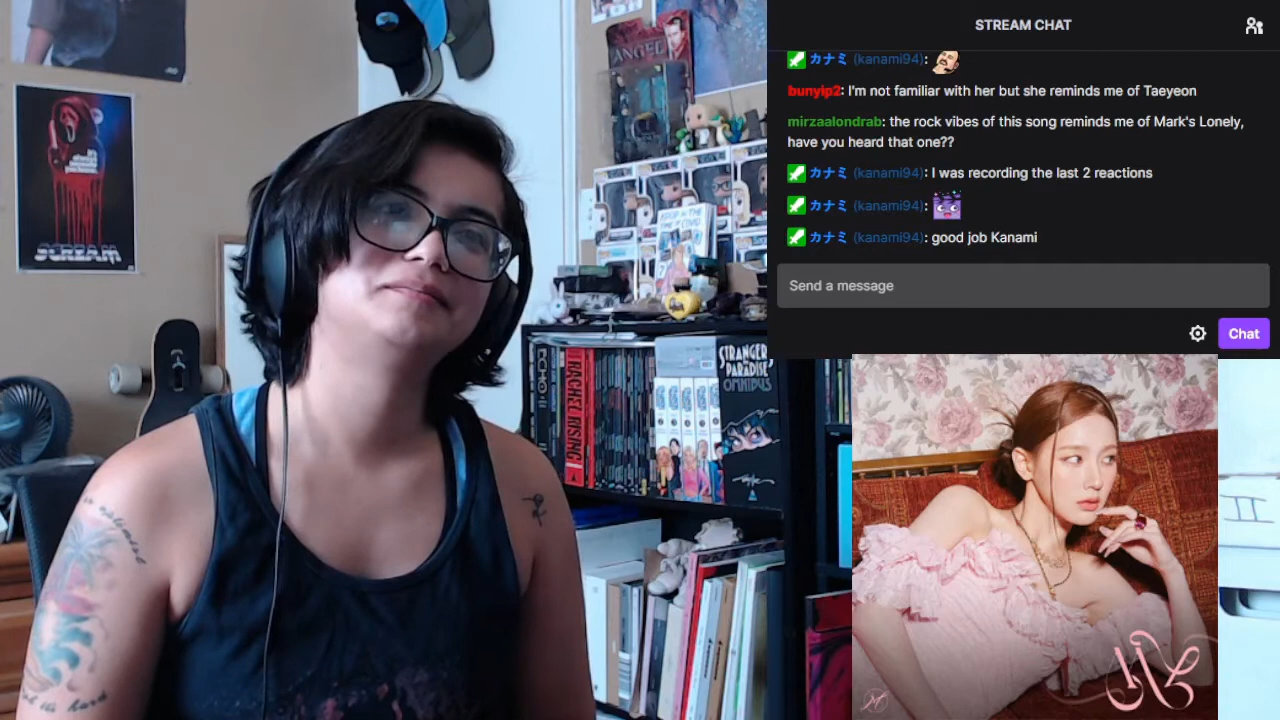 STREAM CHAT
カナミ (kanami94):
bunyip2: I'm not familiar with her but she reminds me of Taeyeon
mirzaalondrab: the rock vibes of this song reminds me of Mark's Lonely,
have you heard that one??
カナミ (kanami94): I was recording the last 2 reactions
カナミ (kanami94):
カナミ (kanami94): good job Kanami
Send a message
Chat
ANGEL
SCREAM
ECHO
RACHEL RISING
STRANGERS
IN PARADISE
OMNIBUS